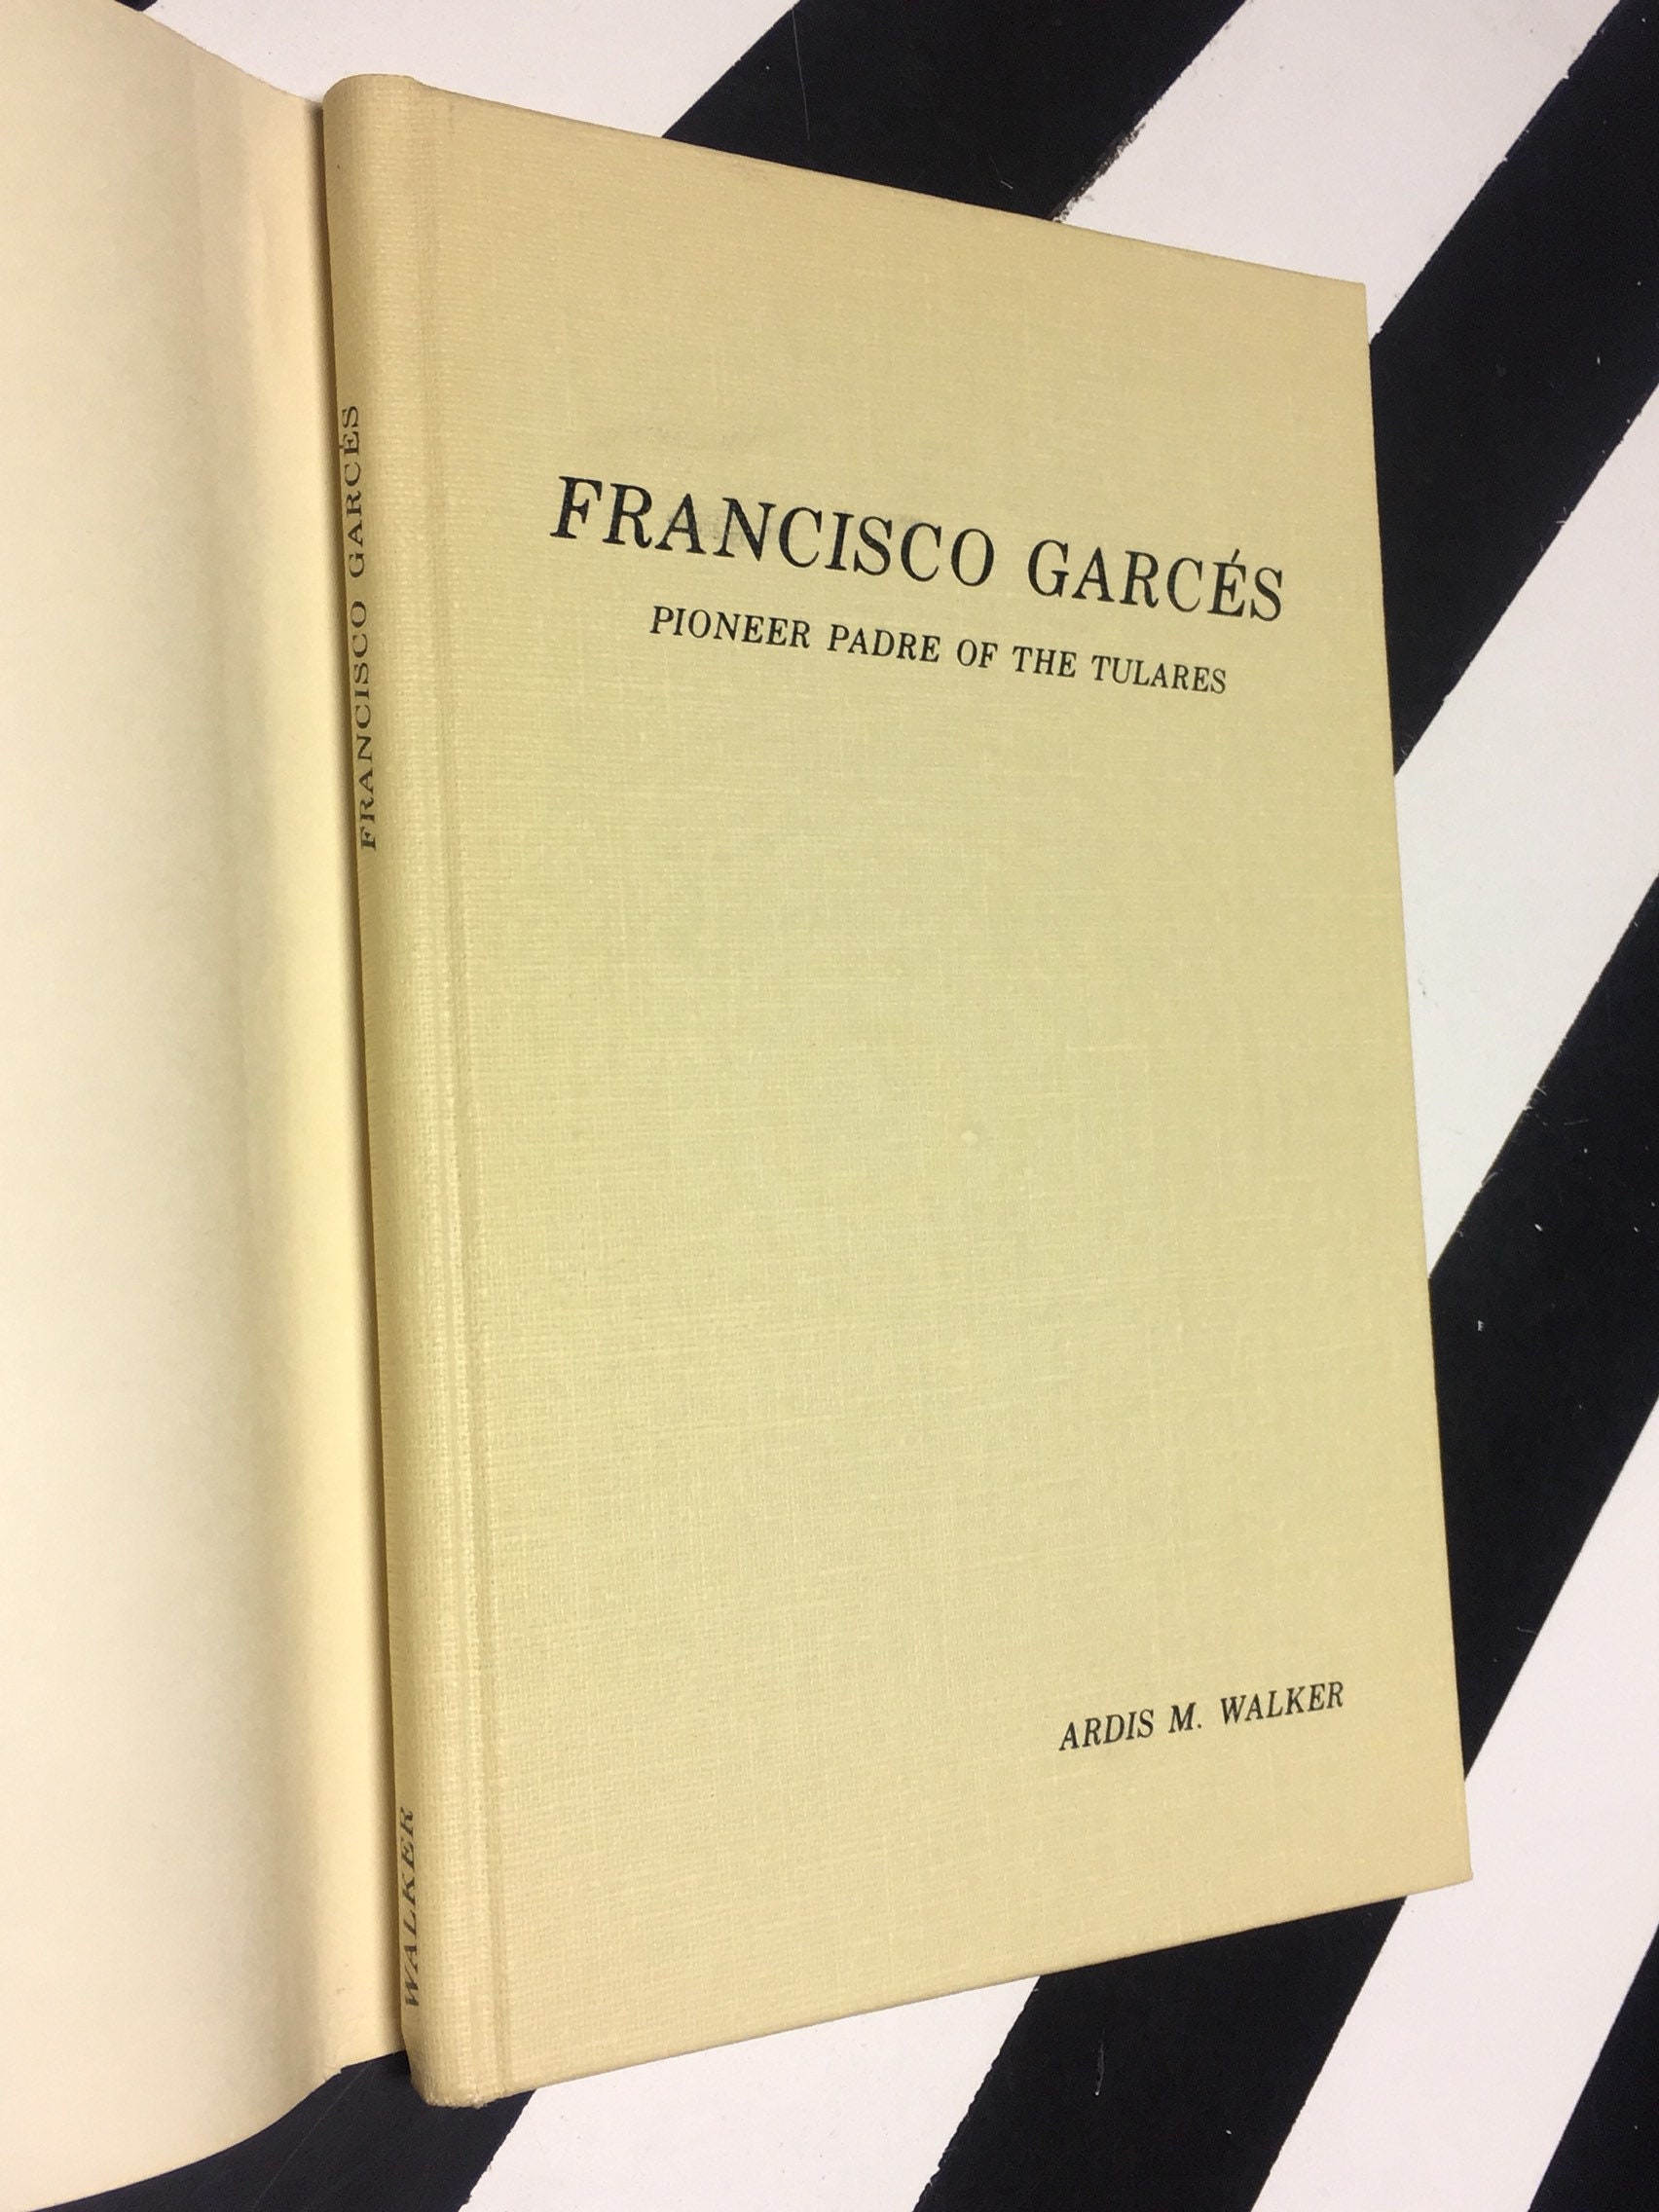 FRANCISCO GARCÉS
WALKER
FRANCISCO GARCÉS
PIONEER PADRE OF THE TULARES
ARDIS M. WALKER